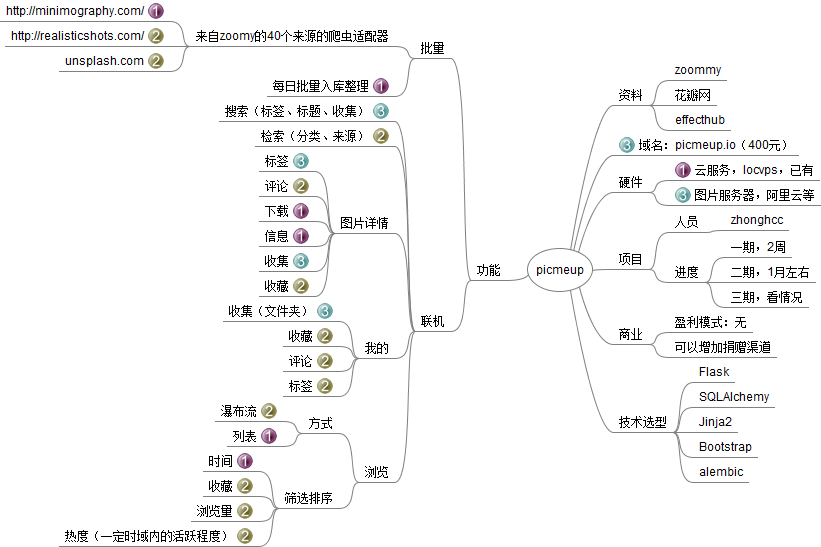 picmeup
功能
批量
来自zoomy的40个来源的爬虫适配器
http://minimography.com/ 1
http://realisticshots.com/ 2
unsplash.com 2
每日批量入库整理 1
联机
搜索（标签、标题、收集） 3
检索（分类、来源） 2
图片详情
标签 3
评论 2
下载 1
信息 1
收集 3
收藏 2
我的
收集（文件夹） 3
收藏 2
评论 2
标签 2
浏览
方式
瀑布流 2
列表 1
筛选排序
时间 1
收藏 2
浏览量 2
热度（一定时域内的活跃程度） 2
资料
zoommy
花瓣网
effecthub
3 域名：picmeup.io（400元）
硬件
1 云服务，locvps，已有
3 图片服务器，阿里云等
项目
人员
zhonghcc
进度
一期，2周
二期，1月左右
三期，看情况
商业
盈利模式：无
可以增加捐赠渠道
技术选型
Flask
SQLAlchemy
Jinja2
Bootstrap
alembic